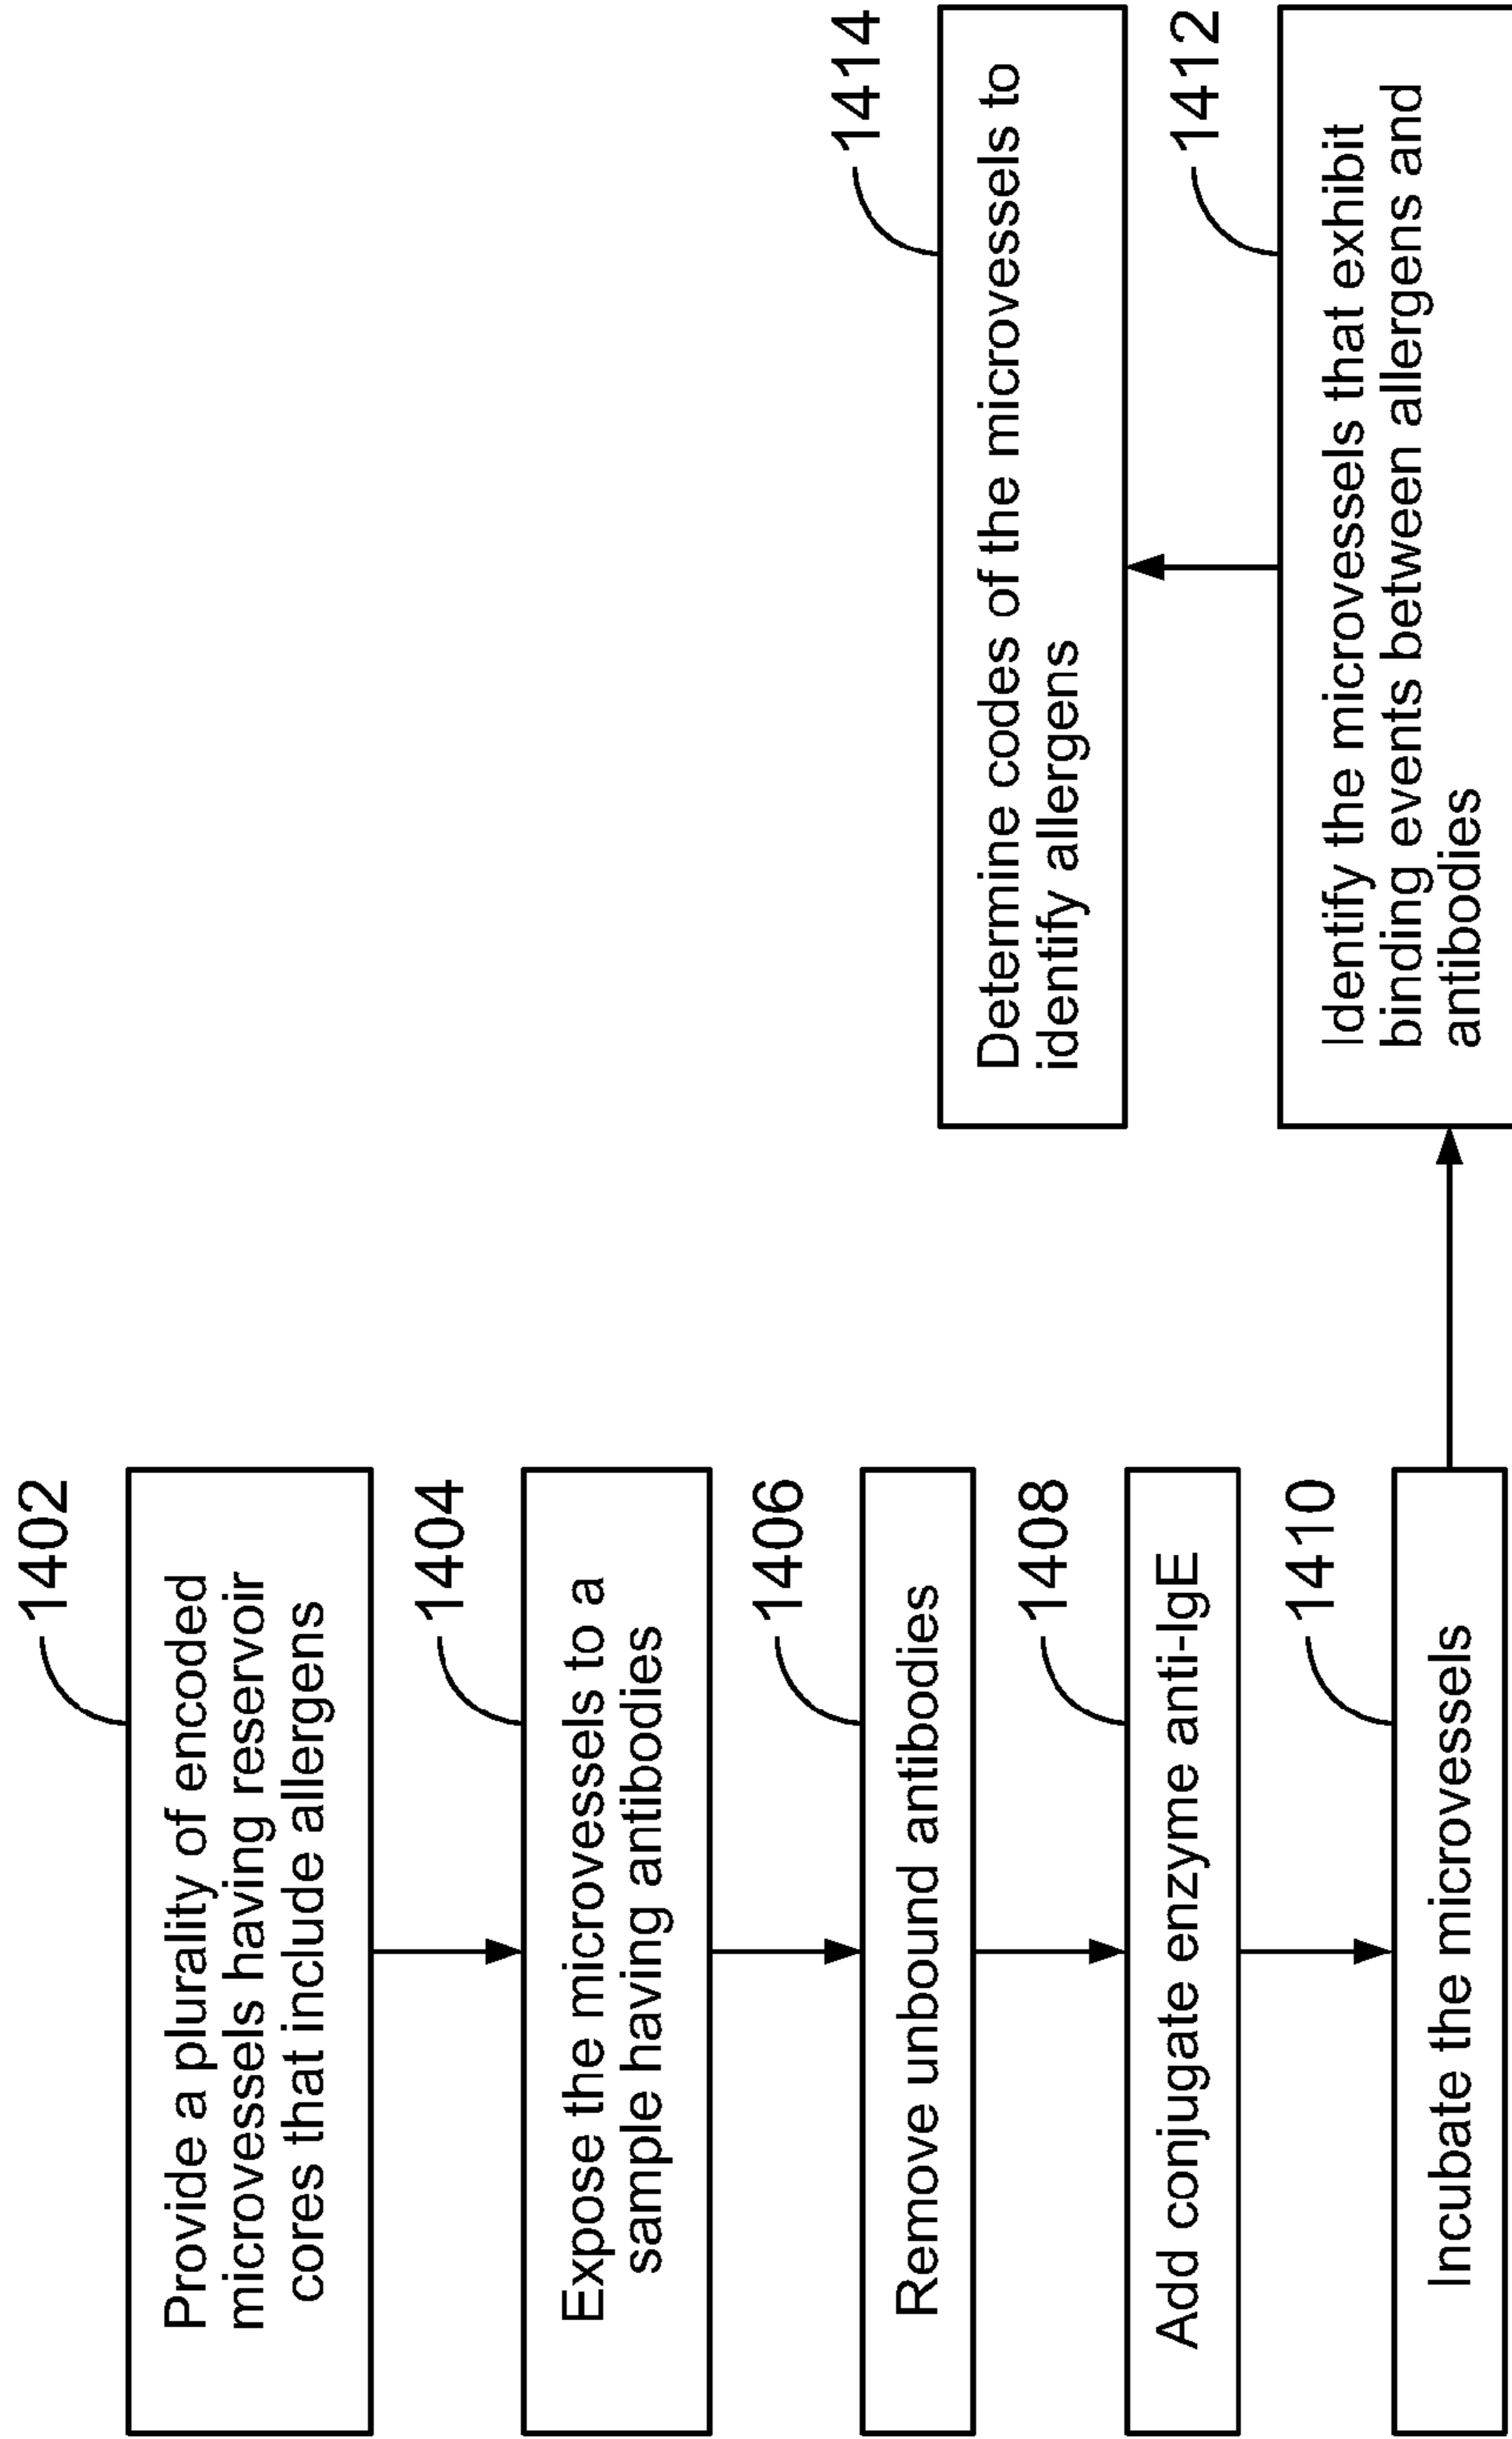 1402
Provide a plurality of encoded
microvessels having reservoir
cores that include allergens
1404
Expose the microvessels to a
sample having antibodies
1406
Remove unbound antibodies
1408
Add conjugate enzyme anti-IgE
1410
Incubate the microvessels
1412
Identify the microvessels that exhibit
binding events between allergens and
antibodies
1414
Determine codes of the microvessels to
identify allergens